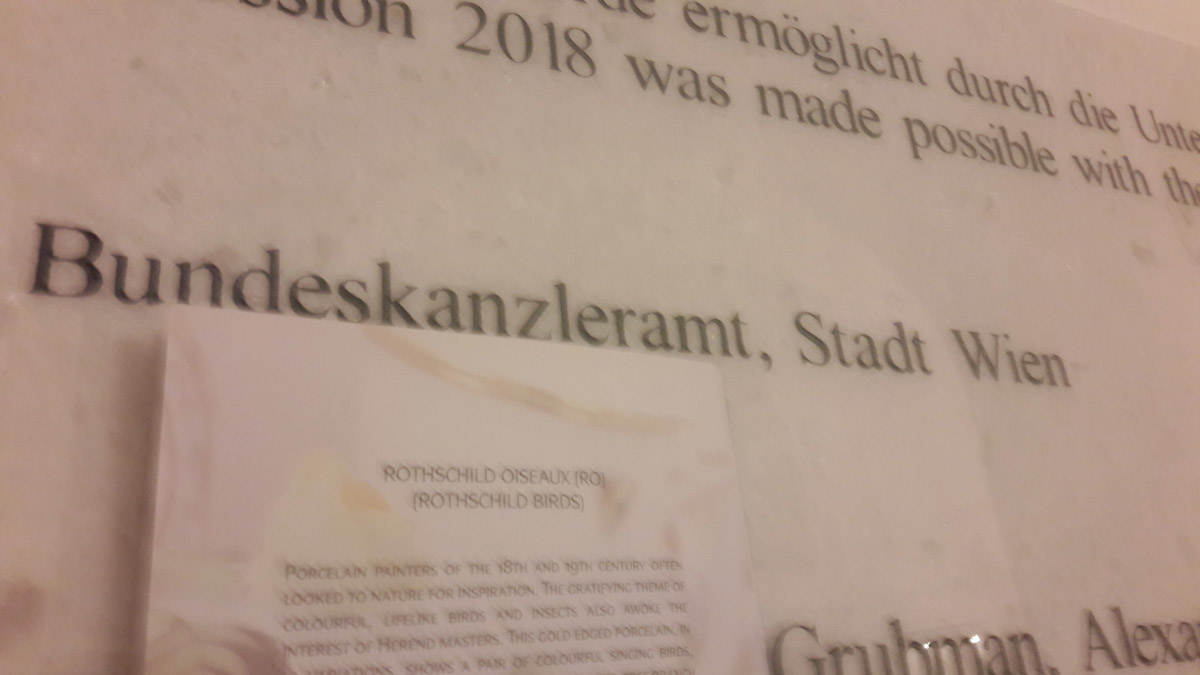 ermöglicht durch die
2018 was made possible with
Bundeskanzleramt, Stadt Wien
ROTHSCHILD OISEAUX (RO)
(ROTHSCHILD BIRDS)
PORCELAIN PAINTERS OF THE 18TH AND 19TH CENTURY OFTEN
LOOKED TO NATURE FOR INSPIRATION. THE GRATIFYING THEME OF
COLOURFUL, LIFELIKE BIRDS AND INSECTS ALSO AWOKE THE
INTEREST OF HEREND MASTERS. THIS GOLD EDGED PORCELAIN, IN
SHOWS A PAIR OF COLOURFUL SINGING BIRDS,
Grubman,